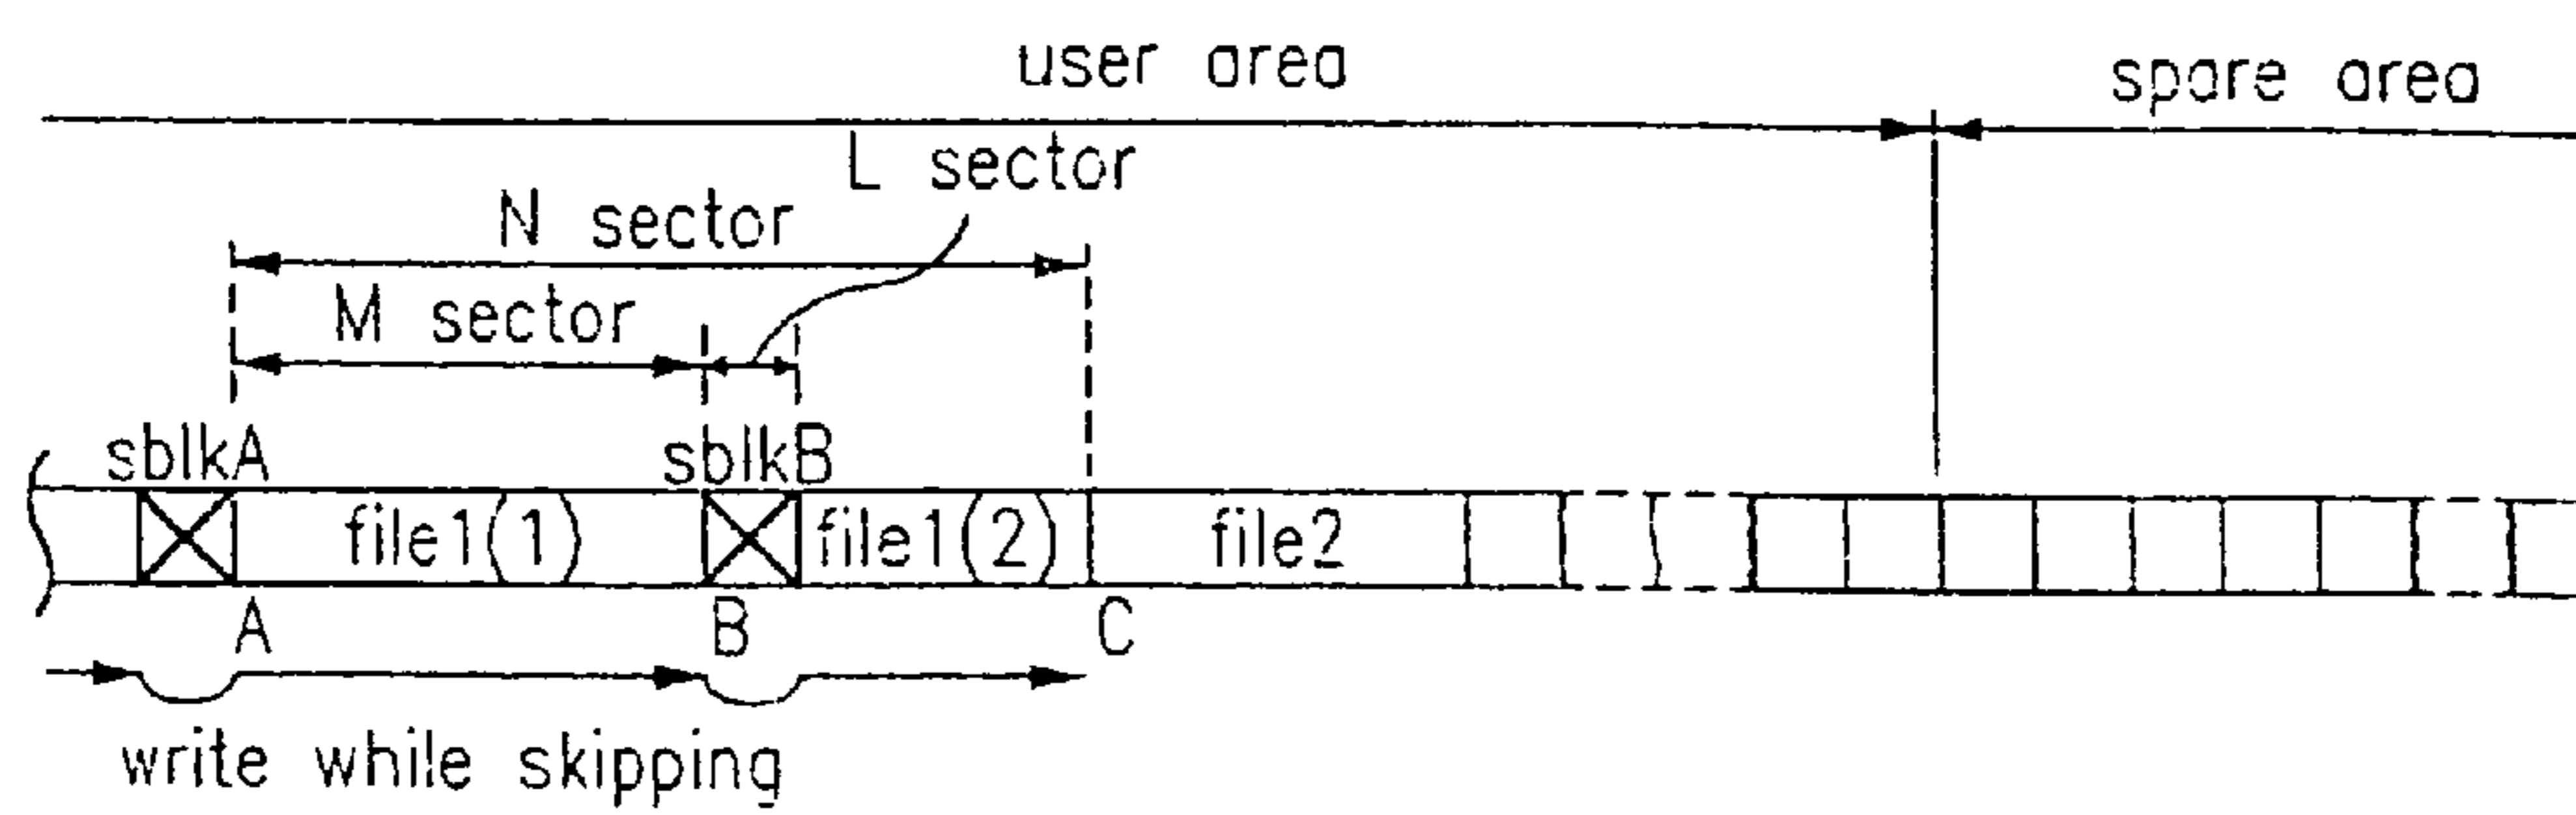 user area
spare area
L sector
N sector
M sector
sblkA
sblkB
file1(1)
file1(2)
file2
A
B
C
write while skipping